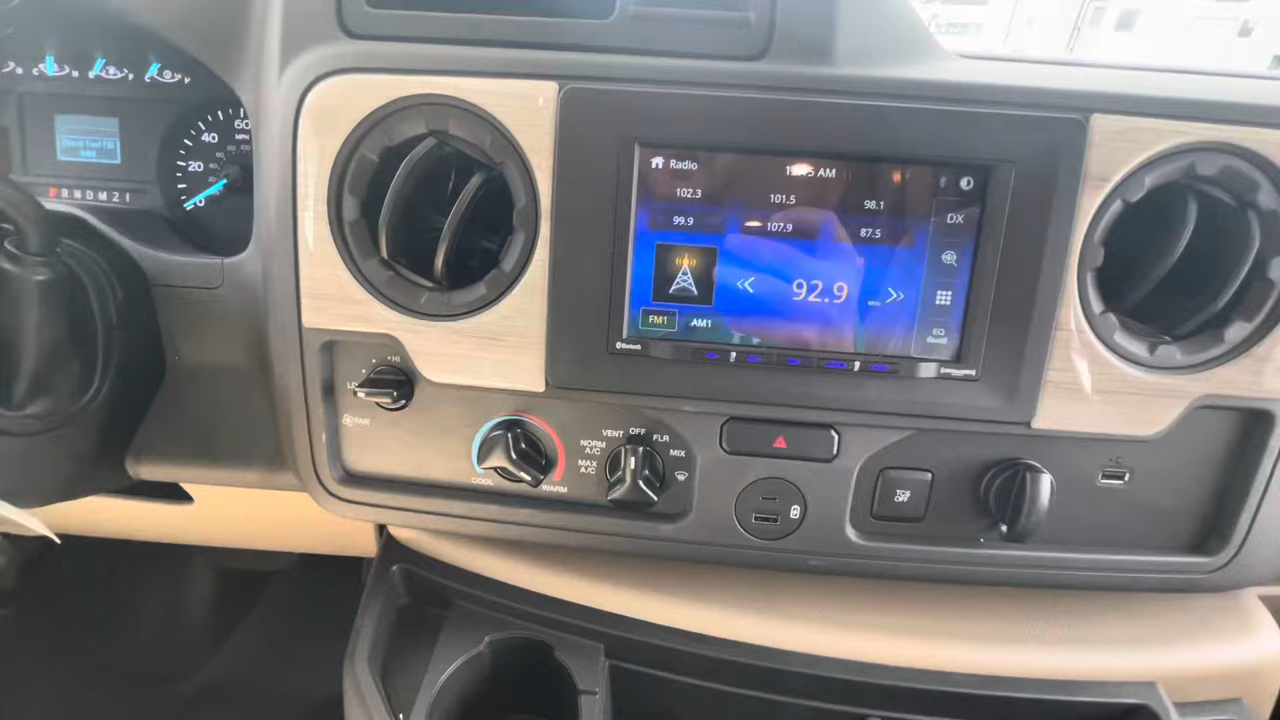 60
MPH
40
20
0
P R N D M 2 1
Radio
102.3 101.5 98.1
99.9 107.9 87.5
DX
92.9
FM1 AM1
EQ
Bluetooth
HI
LO
FAN
COOL WARM
VENT OFF FLR
NORM
A/C
MIX
MAX
A/C
TCS
OFF